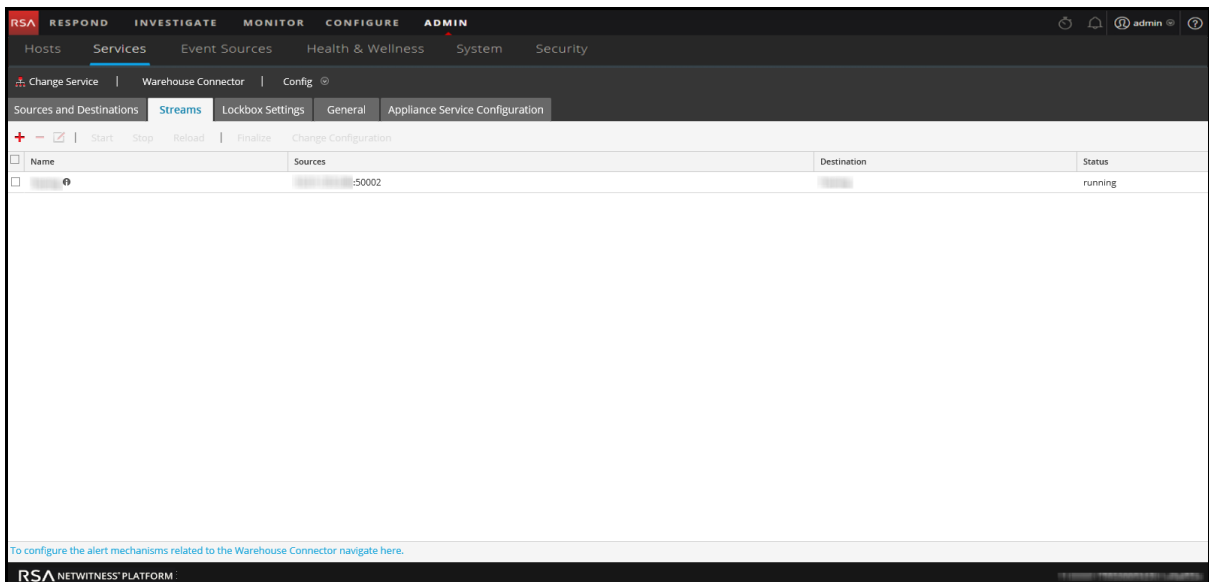 RSA RESPOND INVESTIGATE MONITOR CONFIGURE ADMIN admin
Hosts Services Event Sources Health & Wellness System Security
Change Service | Warehouse Connector | Config
Sources and Destinations Streams Lockbox Settings General Appliance Service Configuration
Start Stop Reload | Finalize Change Configuration
Name Sources Destination Status
:50002 running
To configure the alert mechanisms related to the Warehouse Connector navigate here.
RSA NETWITNESS® PLATFORM